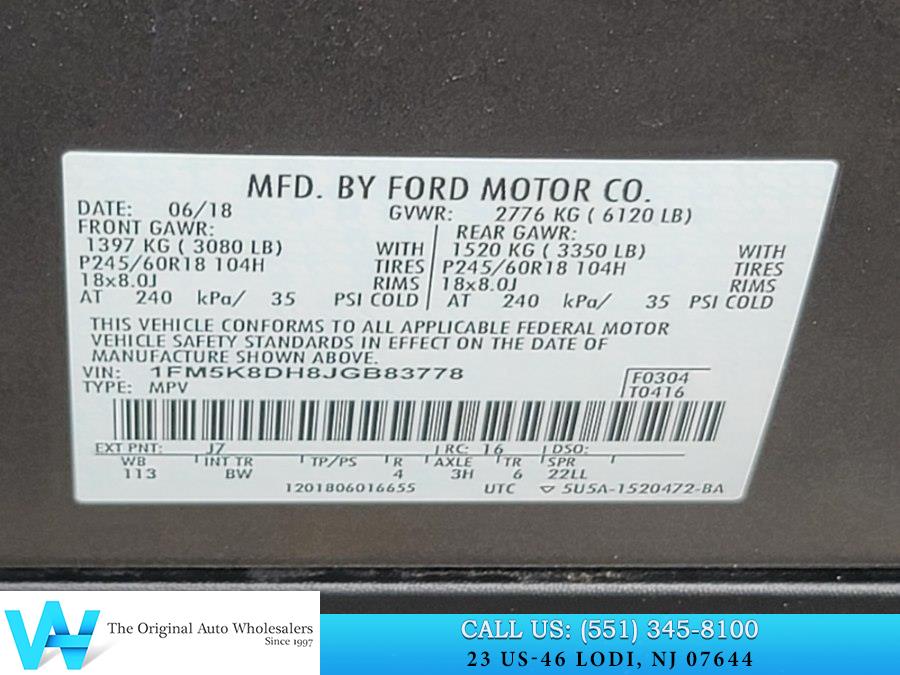 MFD. BY FORD MOTOR CO.
DATE: 06/18 GVWR: 2776 KG ( 6120 LB)
FRONT GAWR: REAR GAWR:
1397 KG ( 3080 LB) WITH 1520 KG ( 3350 LB) WITH
P245/60R18 104H TIRES P245/60R18 104H TIRES
18x8.0J RIMS 18x8.0J RIMS
AT 240 kPa/ 35 PSI COLD AT 240 kPa/ 35 PSI COLD
THIS VEHICLE CONFORMS TO ALL APPLICABLE FEDERAL MOTOR
VEHICLE SAFETY STANDARDS IN EFFECT ON THE DATE OF
MANUFACTURE SHOWN ABOVE.
VIN: 1FM5K8DH8JGB83778
TYPE: MPV
F0304
T0416
EXT PNT: J7 RC: 16 DSO:
WB INT TR TP/PS R AXLE TR SPR
113 BW 4 3H 6 22LL
1201806016655 UTC ▽ 5U5A-1520472-BA
The Original Auto Wholesalers
Since 1997
CALL US: (551) 345-8100
23 US-46 LODI, NJ 07644